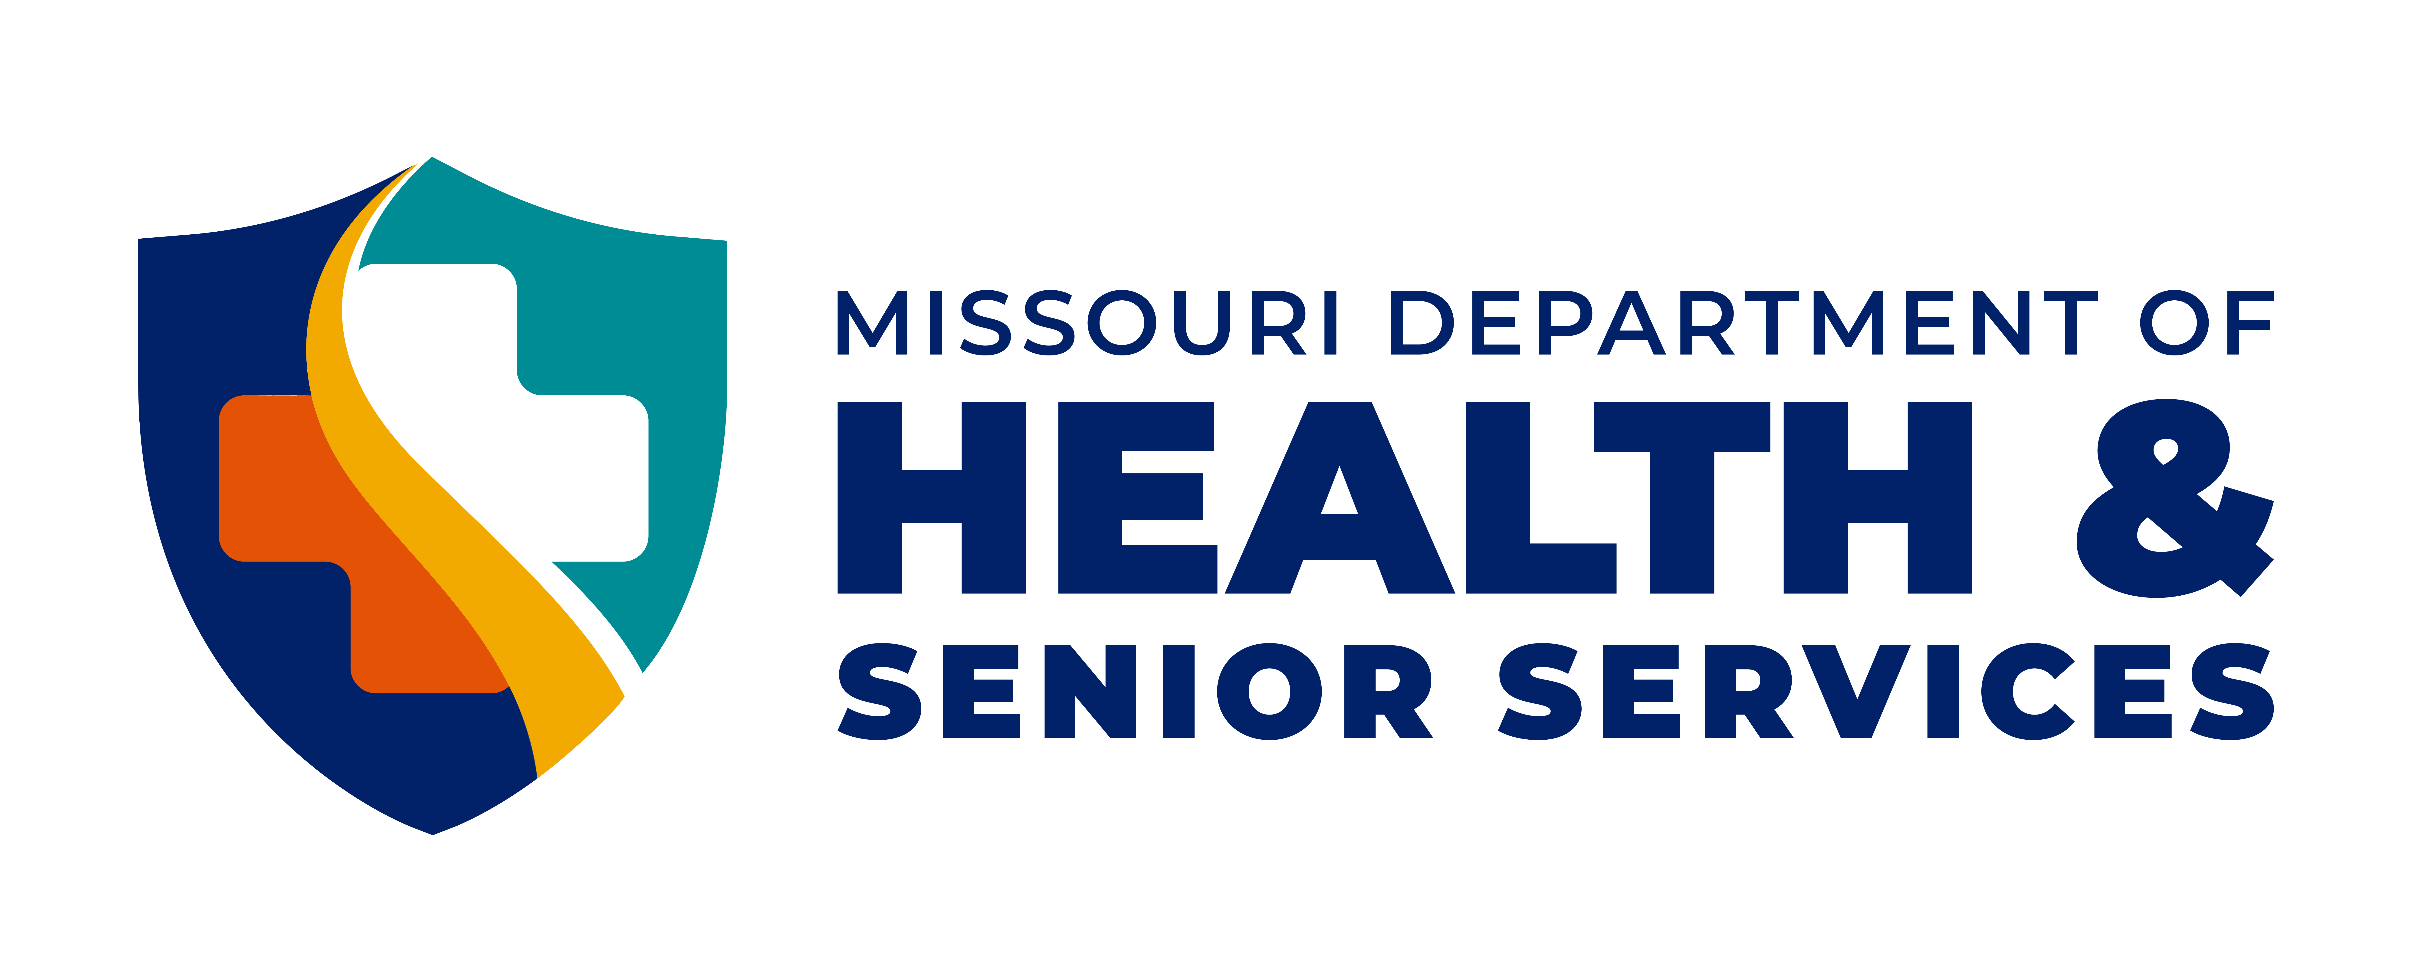 MISSOURI DEPARTMENT OF
HEALTH &
SENIOR SERVICES